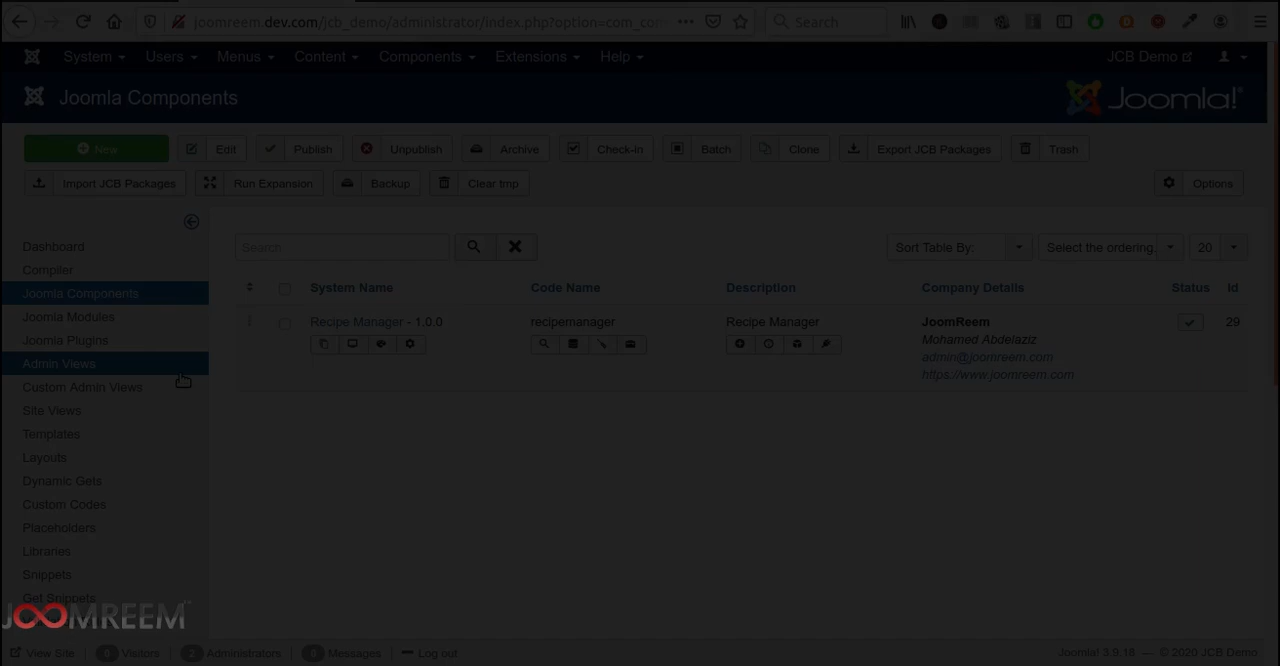 joomreem.dev.com/jcb_demo/administrator/index.php?option=com_com
Search
System Users Menus Content Components Extensions Help JCB Demo
Joomla Components
Joomla!®
New Edit Publish Unpublish Archive Check-in Batch Clone Export JCB Packages Trash
Import JCB Packages Run Expansion Backup Clear tmp Options
Dashboard
Compiler
Joomla Components
Joomla Modules
Joomla Plugins
Admin Views
Custom Admin Views
Site Views
Templates
Layouts
Dynamic Gets
Custom Codes
Placeholders
Libraries
Snippets
Get Snippets
Search Sort Table By: Select the ordering. 20
System Name Code Name Description Company Details Status Id
Recipe Manager - 1.0.0 recipemanager Recipe Manager JoomReem 29
Mohamed Abdelaziz
admin@joomreem.com
https://www.joomreem.com
JOOMREEM™
View Site 0 Visitors 2 Administrators 0 Messages Log out Joomla! 3.9.18 — © 2020 JCB Demo